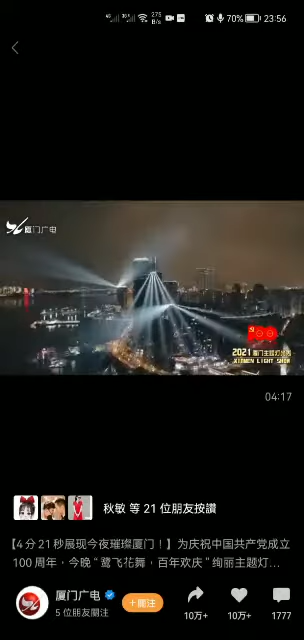 275
B/s
70%
23:56
厦门广电
100
2021厦门主题灯光秀
XIAMEN LIGHT SHOW
04:17
秋敏 等 21 位朋友按讚
【4 分 21 秒展现今夜璀璨厦门！】为庆祝中国共产党成立
100 周年，今晚“鹭飞花舞，百年欢庆”绚丽主题灯...
厦门广电
5 位朋友關注
+關注
10万+
10万+
1777